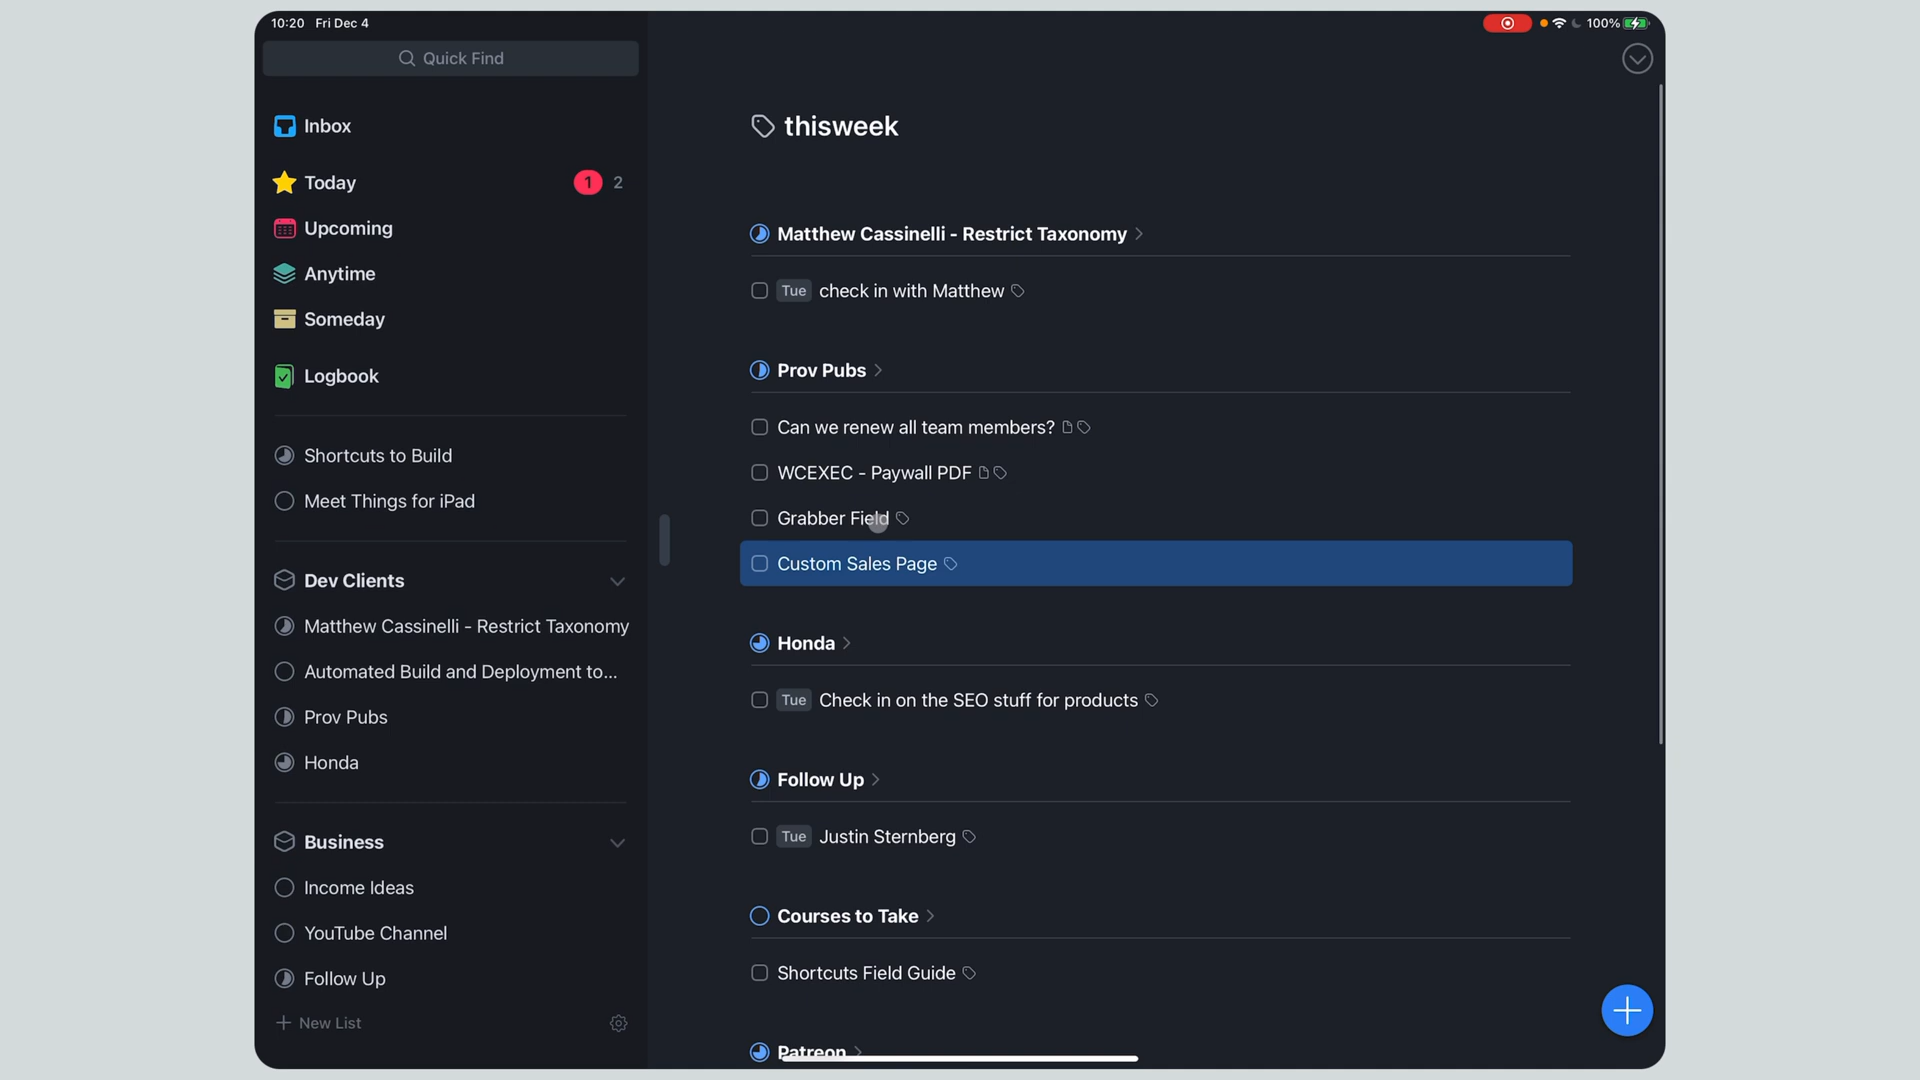 10:20 Fri Dec 4
100%
Quick Find
Inbox
Today 1 2
Upcoming
Anytime
Someday
Logbook
Shortcuts to Build
Meet Things for iPad
Dev Clients
Matthew Cassinelli - Restrict Taxonomy
Automated Build and Deployment to...
Prov Pubs
Honda
Business
Income Ideas
YouTube Channel
Follow Up
New List
thisweek
Matthew Cassinelli - Restrict Taxonomy
Tue check in with Matthew
Prov Pubs
Can we renew all team members?
WCEXEC - Paywall PDF
Grabber Field
Custom Sales Page
Honda
Tue Check in on the SEO stuff for products
Follow Up
Tue Justin Sternberg
Courses to Take
Shortcuts Field Guide
Patreon